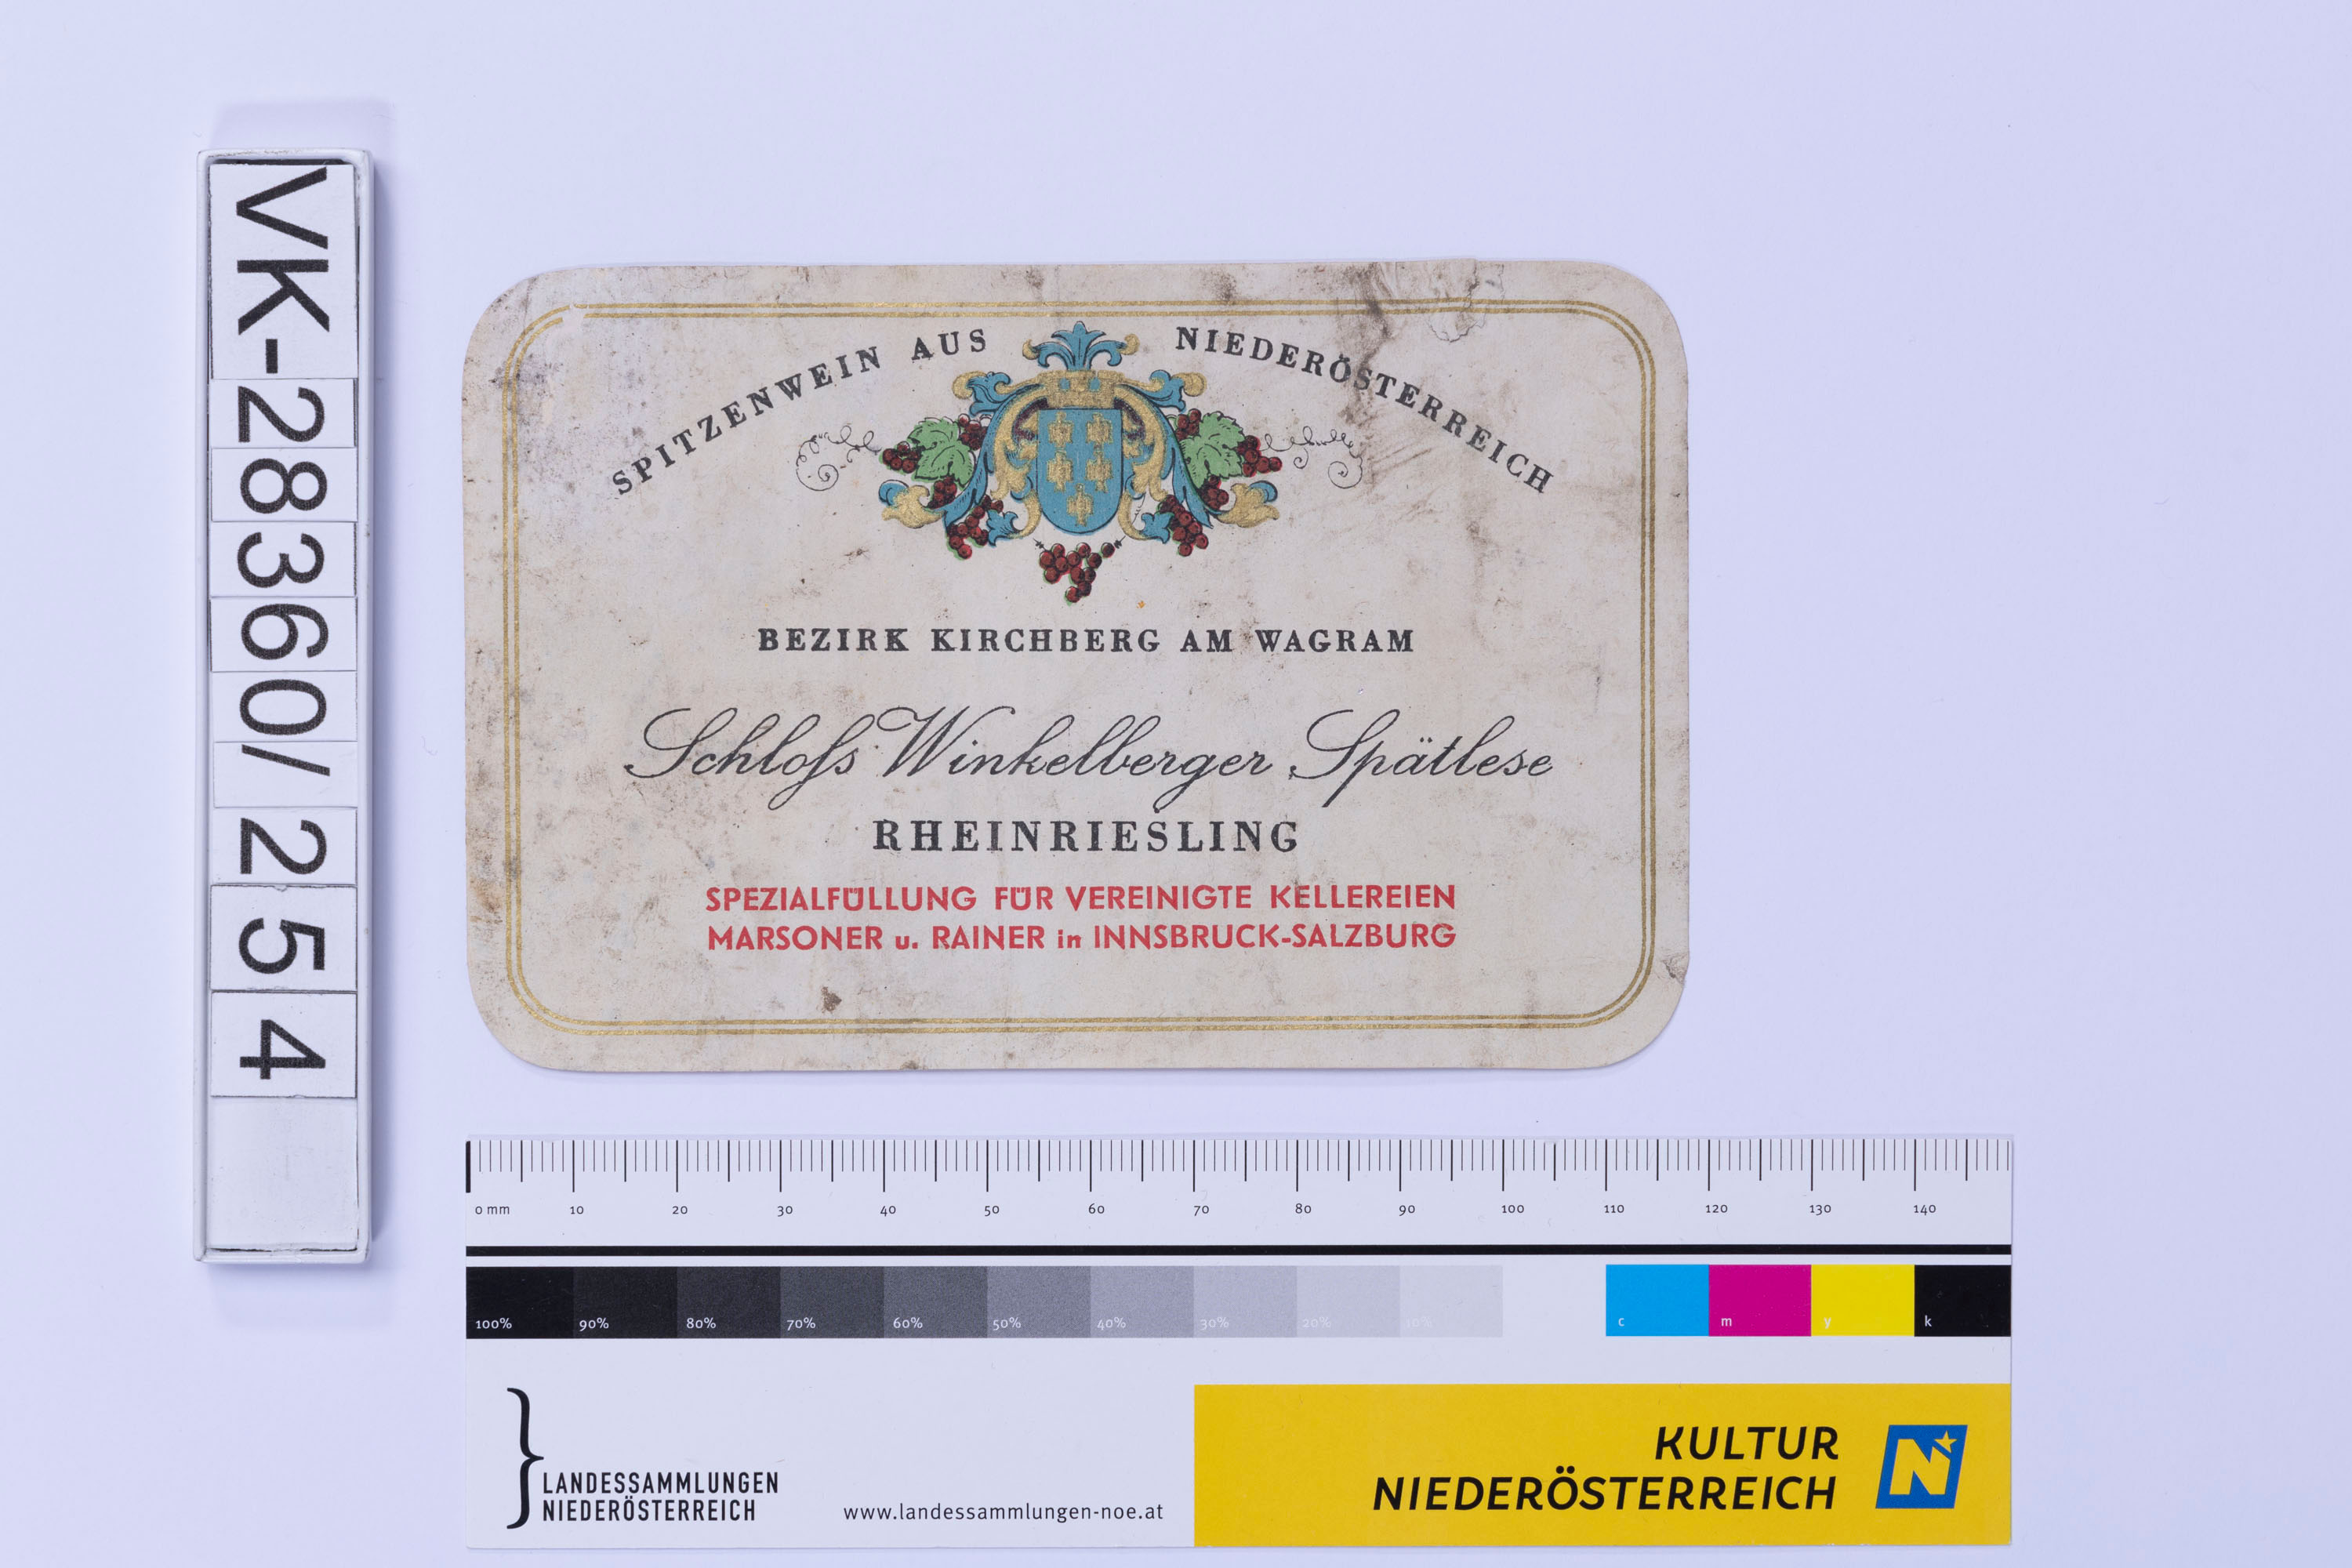 VK-28360/254
SPITZENWEIN AUS NIEDERÖSTERREICH
BEZIRK KIRCHBERG AM WAGRAM
Schloſs Winkelberger Spätlese
RHEINRIESLING
SPEZIALFÜLLUNG FÜR VEREINIGTE KELLEREIEN
MARSONER u. RAINER in INNSBRUCK-SALZBURG
0 mm 10 20 30 40 50 60 70 80 90 100 110 120 130 140
100% 90% 80% 70% 60% 50% 40% 30% 20% 10% c m y k
LANDESSAMMLUNGEN
NIEDERÖSTERREICH
www.landessammlungen-noe.at
KULTUR
NIEDERÖSTERREICH
N